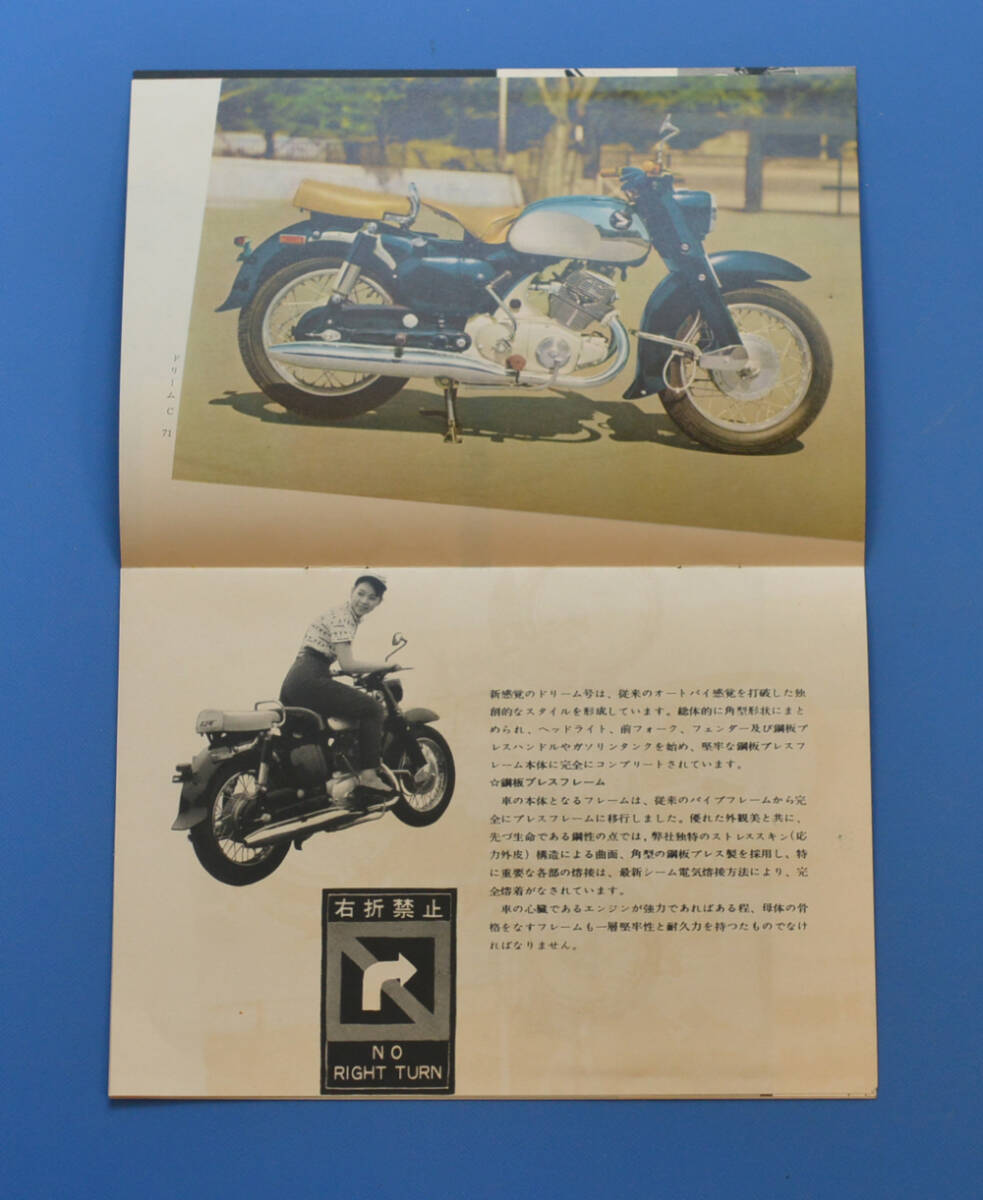 ドリーム C 71
新感覚のドリーム号は、従来のオートバイ感覚を打破した独
創的なスタイルを形成しています。総体的に角型形状にまと
められ、ヘッドライト、前フォーク、フェンダー及び鋼板プ
レスハンドルやガソリンタンクを始め、堅牢な鋼板プレスフ
レーム本体に完全にコンプリートされています。
☆鋼板プレスフレーム
車の本体となるフレームは、従来のパイプフレームから完
全にプレスフレームに移行しました。優れた外観美と共に、
先づ生命である鋼性の点では、弊社独特のストレススキン(応
力外皮)構造による曲面、角型の鋼板プレス製を採用し、特
に重要な各部の熔接は、最新シーム電気熔接方法により、完
全熔着がなされています。
車の心臓であるエンジンが強力であればある程、母体の骨
格をなすフレームも一層堅牢性と耐久力を持つたものでなけ
ればなりません。
右折禁止
NO
RIGHT TURN